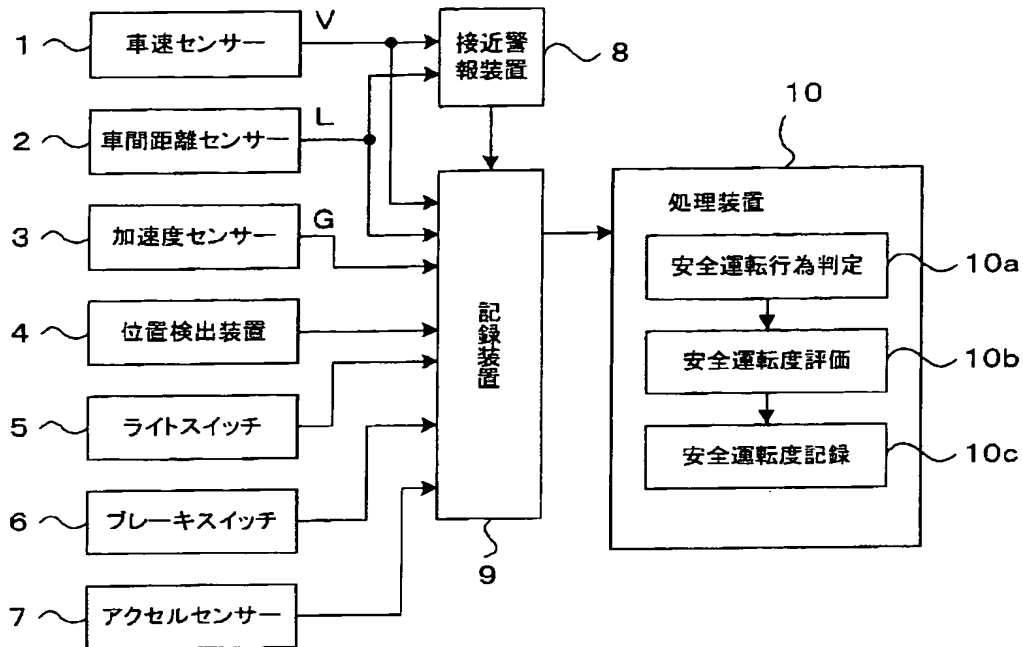 V
1
車速センサー
接近警
報装置
8
L
2
車間距離センサー
10
処理装置
G
3
加速度センサー
安全運転行為判定
10a
4
位置検出装置
記録装置
安全運転度評価
10b
5
ライトスイッチ
安全運転度記録
10c
6
ブレーキスイッチ
9
7
アクセルセンサー